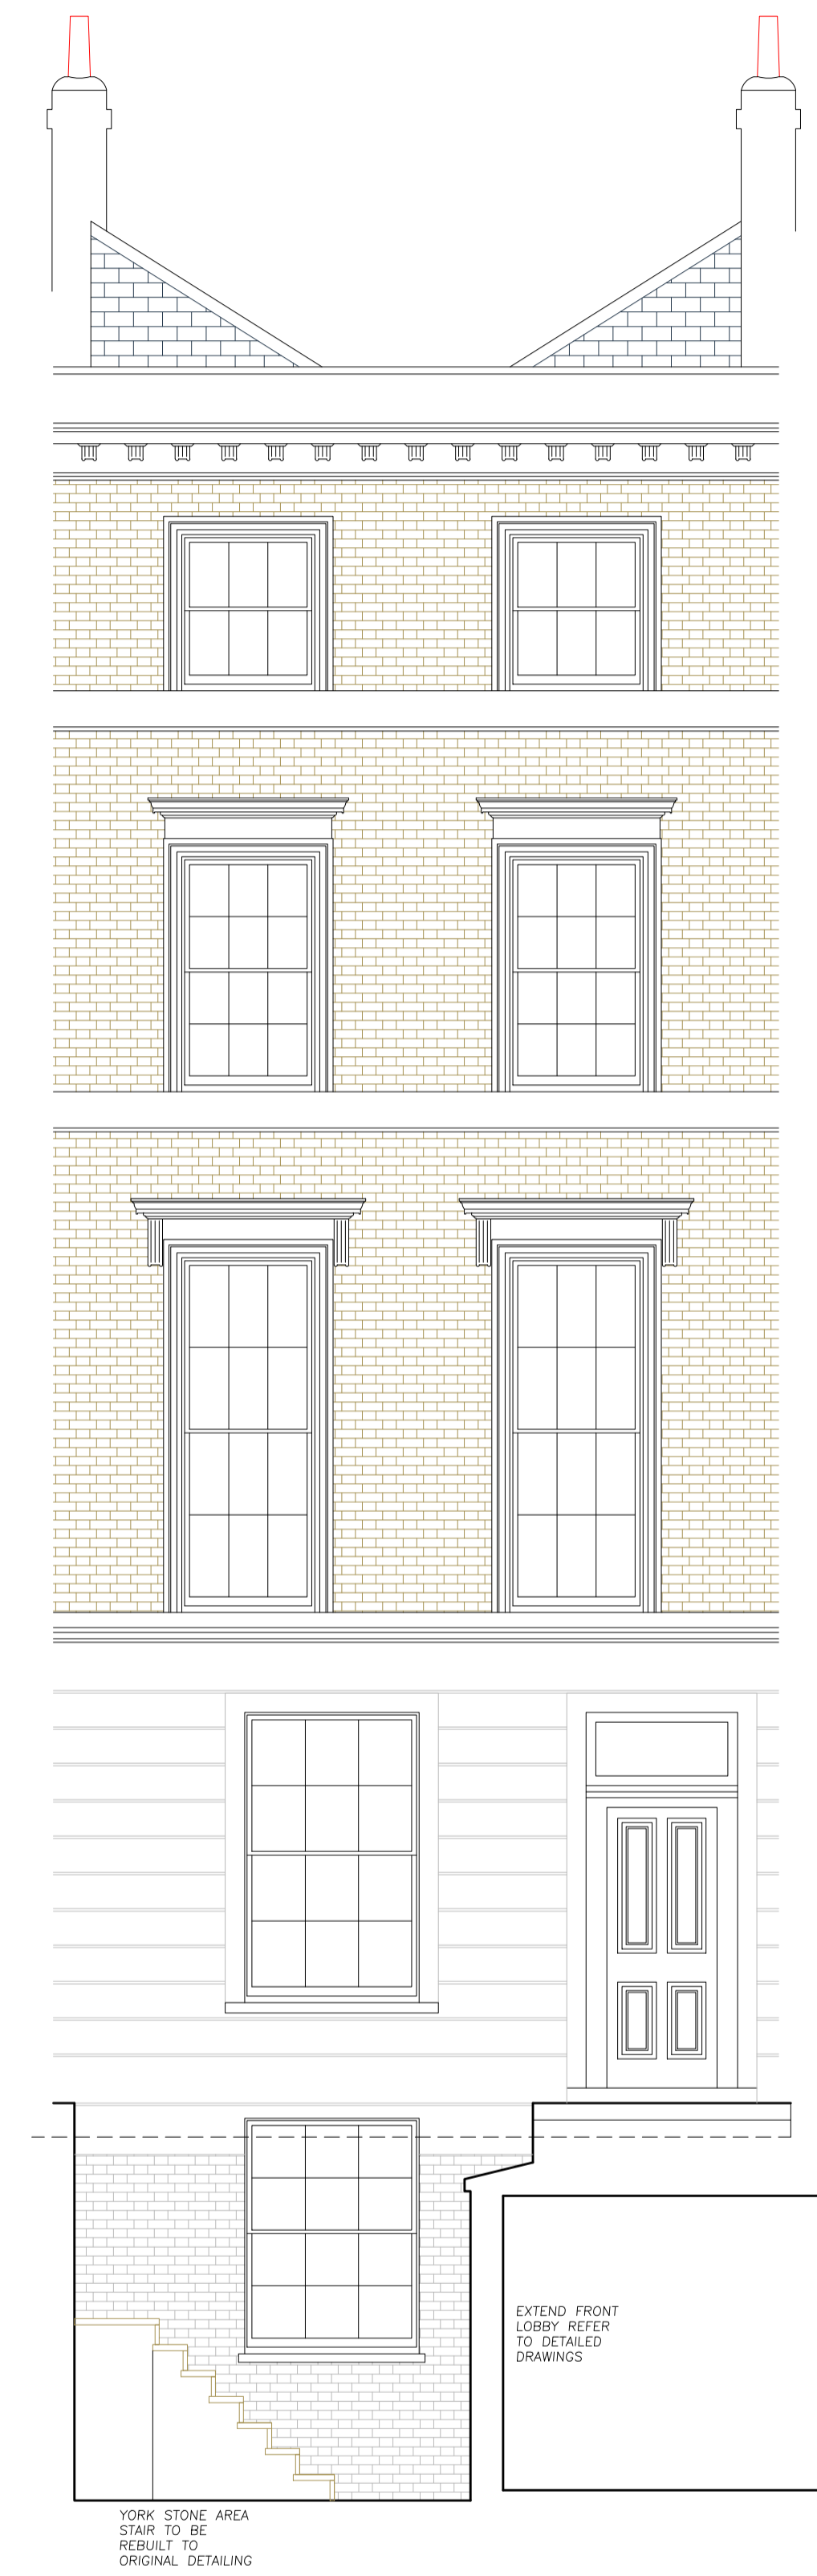 EXTEND FRONT
LOBBY REFER
TO DETAILED
DRAWINGS
YORK STONE AREA
STAIR TO BE
REBUILT TO
ORIGINAL DETAILING